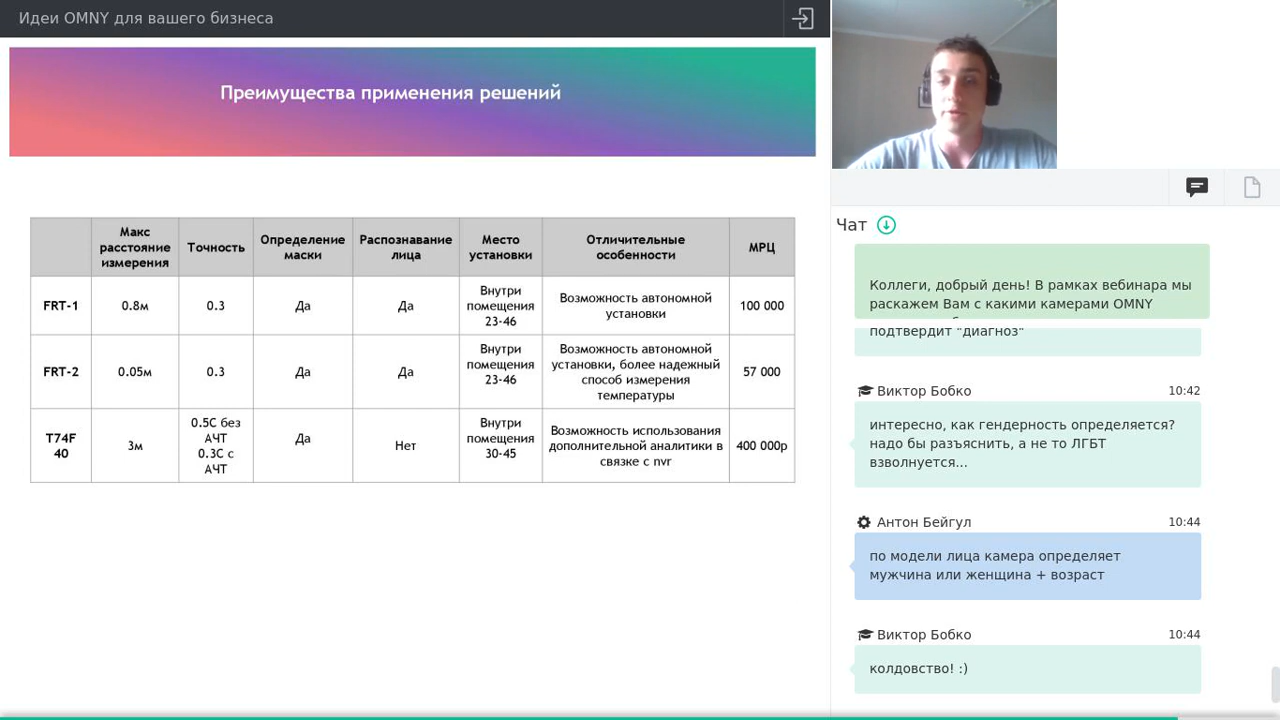 Идеи OMNY для вашего бизнеса
Преимущества применения решений
Макс
расстояние
измерения
Точность
Определение
маски
Распознавание
лица
Место
установки
Отличительные
особенности
МРЦ
FRT-1
0.8м
0.3
Да
Да
Внутри
помещения
23-46
Возможность автономной
установки
100 000
FRT-2
0.05м
0.3
Да
Да
Внутри
помещения
23-46
Возможность автономной
установки, более надежный
способ измерения
температуры
57 000
T74F
40
3м
0.5С без
АЧТ
0.3С с
АЧТ
Да
Нет
Внутри
помещения
30-45
Возможность использования
дополнительной аналитики в
связке с nvr
400 000р
Чат
Коллеги, добрый день! В рамках вебинара мы
раскажем Вам с какими камерами OMNY
подтвердит "диагноз"
Виктор Бобко 10:42
интересно, как гендерность определяется?
надо бы разъяснить, а не то ЛГБТ
взволнуется...
Антон Бейгул 10:44
по модели лица камера определяет
мужчина или женщина + возраст
Виктор Бобко 10:44
колдовство! :)